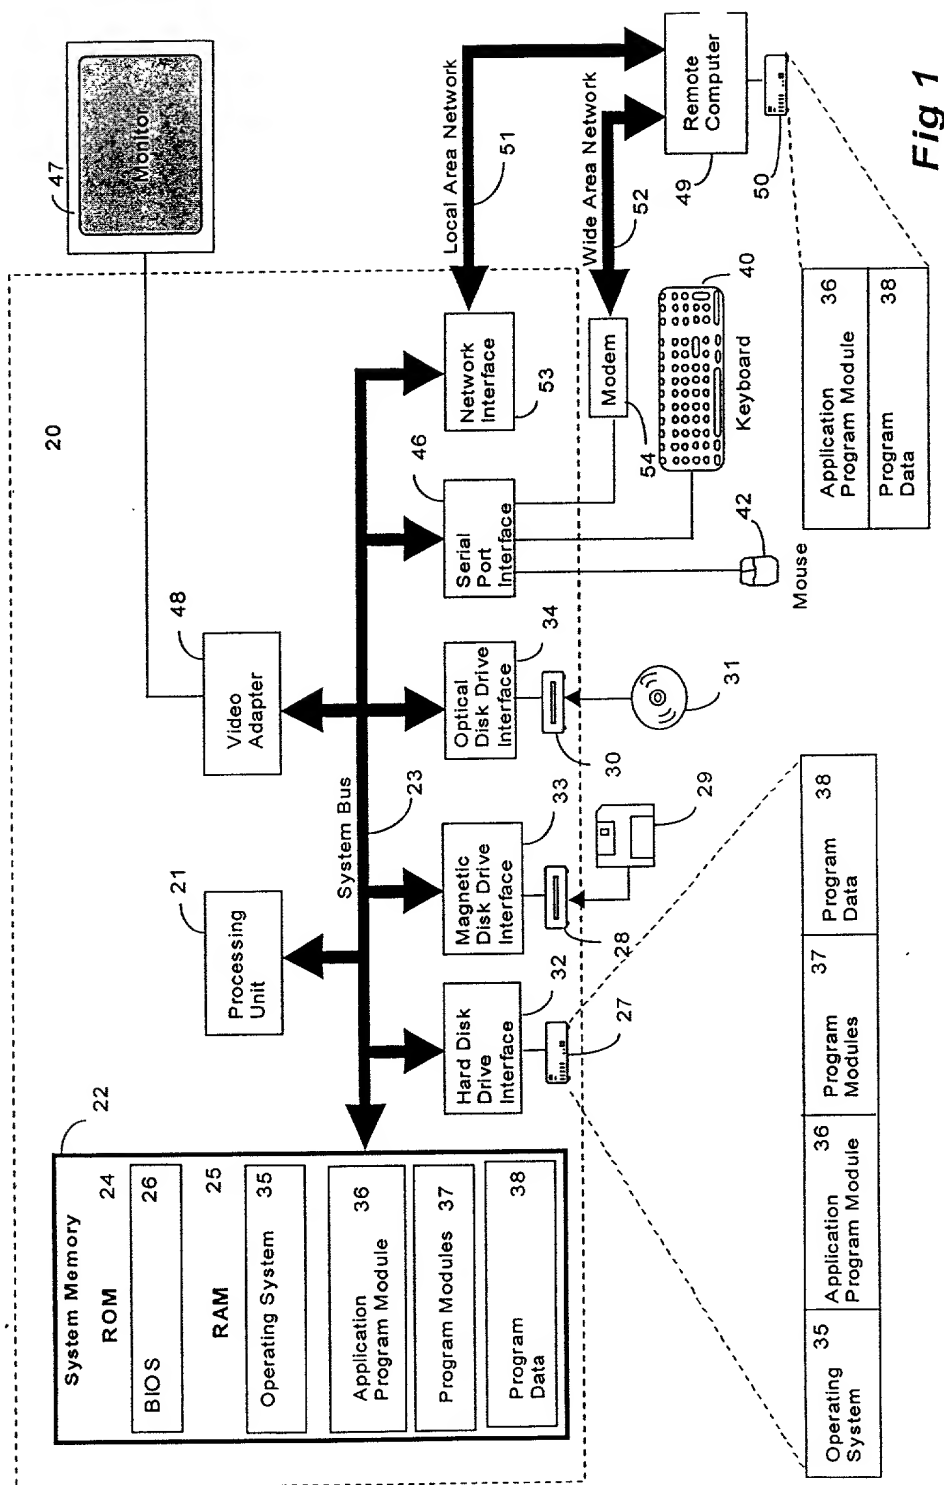 System Memory
22
ROM
24
BIOS
26
RAM
25
Operating System
35
Application
Program Module
36
Program Modules
37
Program
Data
38
Processing
Unit
21
Video
Adapter
48
47
Monitor
20
System Bus
23
Hard Disk
Drive
Interface
32
Magnetic
Disk Drive
Interface
33
Optical
Disk Drive
Interface
34
Serial
Port
Interface
46
Network
Interface
53
Local Area Network
51
27
28
29
30
31
Mouse
42
Keyboard
40
Modem
54
Wide Area Network
52
Remote
Computer
49
50
Operating
System
35
Application
Program Module
36
Program
Modules
37
Program
Data
38
Application
Program Module
36
Program
Data
38
Fig 1